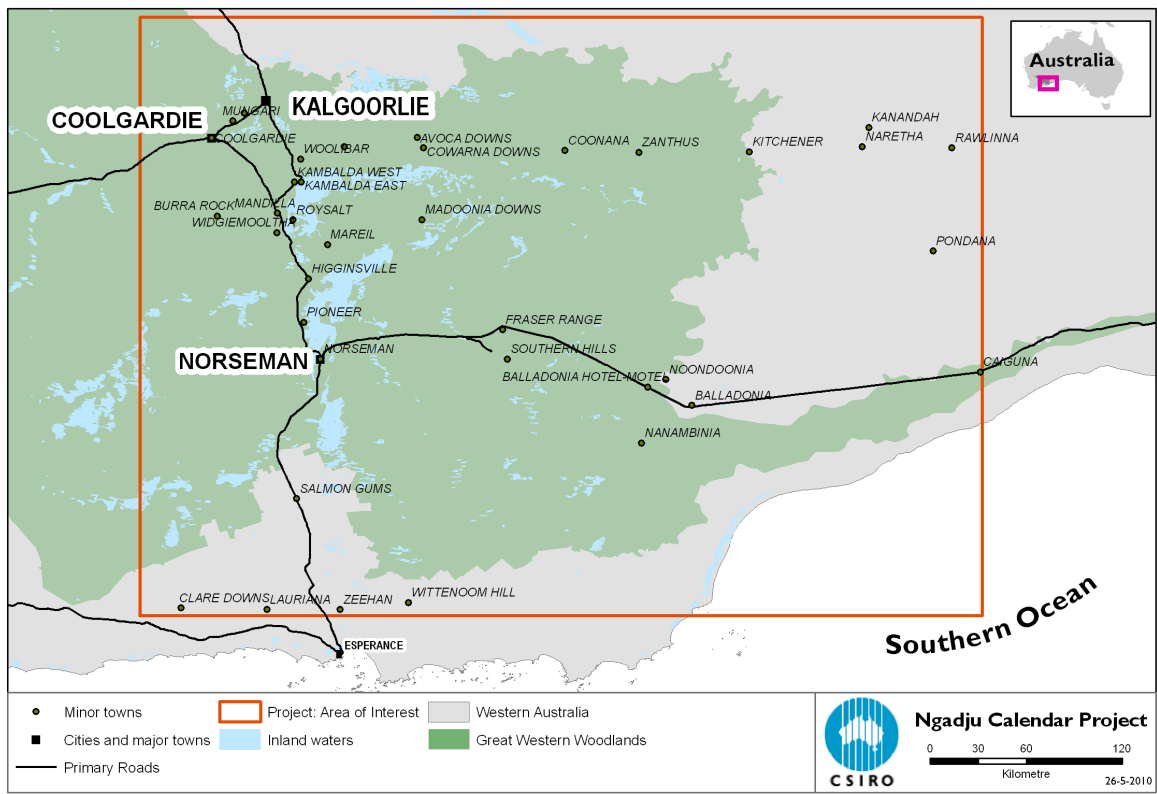 Australia
KALGOORLIE
COOLGARDIE
MUNGARI
COOLGARDIE
WOOLIBAR
AVOCA DOWNS
COWARNA DOWNS
COONANA
ZANTHUS
KITCHENER
KANANDAH
NARETHA
RAWLINNA
KAMBALDA WEST
KAMBALDA EAST
BURRA ROCK
MANDILLA
ROYSALT
WIDGIEMOOLTHA
MADOONIA DOWNS
MAREIL
PONDANA
HIGGINSVILLE
PIONEER
FRASER RANGE
NORSEMAN
NORSEMAN
SOUTHERN HILLS
CAIGUNA
NOONDOONIA
BALLADONIA HOTEL-MOTEL
BALLADONIA
NANAMBINIA
SALMON GUMS
CLARE DOWNS
LAURIANA
ZEEHAN
WITTENOOM HILL
ESPERANCE
Southern Ocean
Minor towns
Project: Area of Interest
Western Australia
Cities and major towns
Inland waters
Great Western Woodlands
Primary Roads
CSIRO
Ngadju Calendar Project
0 30 60 120
Kilometre
26-5-2010